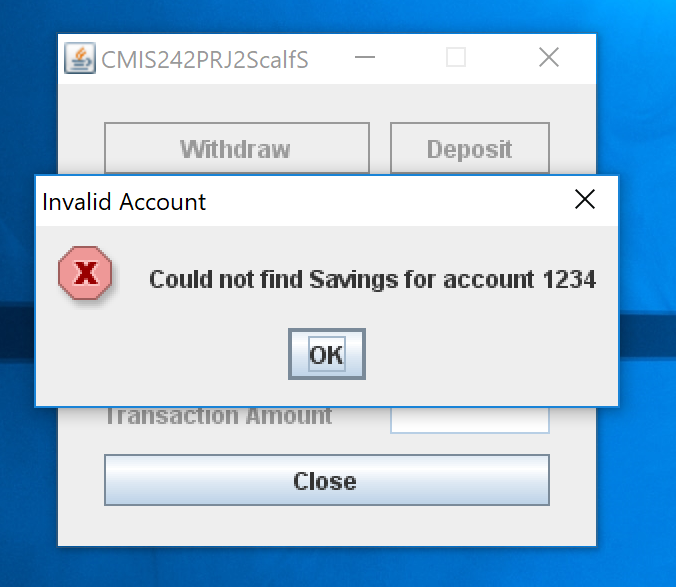 CMIS242PRJ2ScalfS
Withdraw Deposit
Invalid Account
X
Could not find Savings for account 1234
OK
Transaction Amount
Close